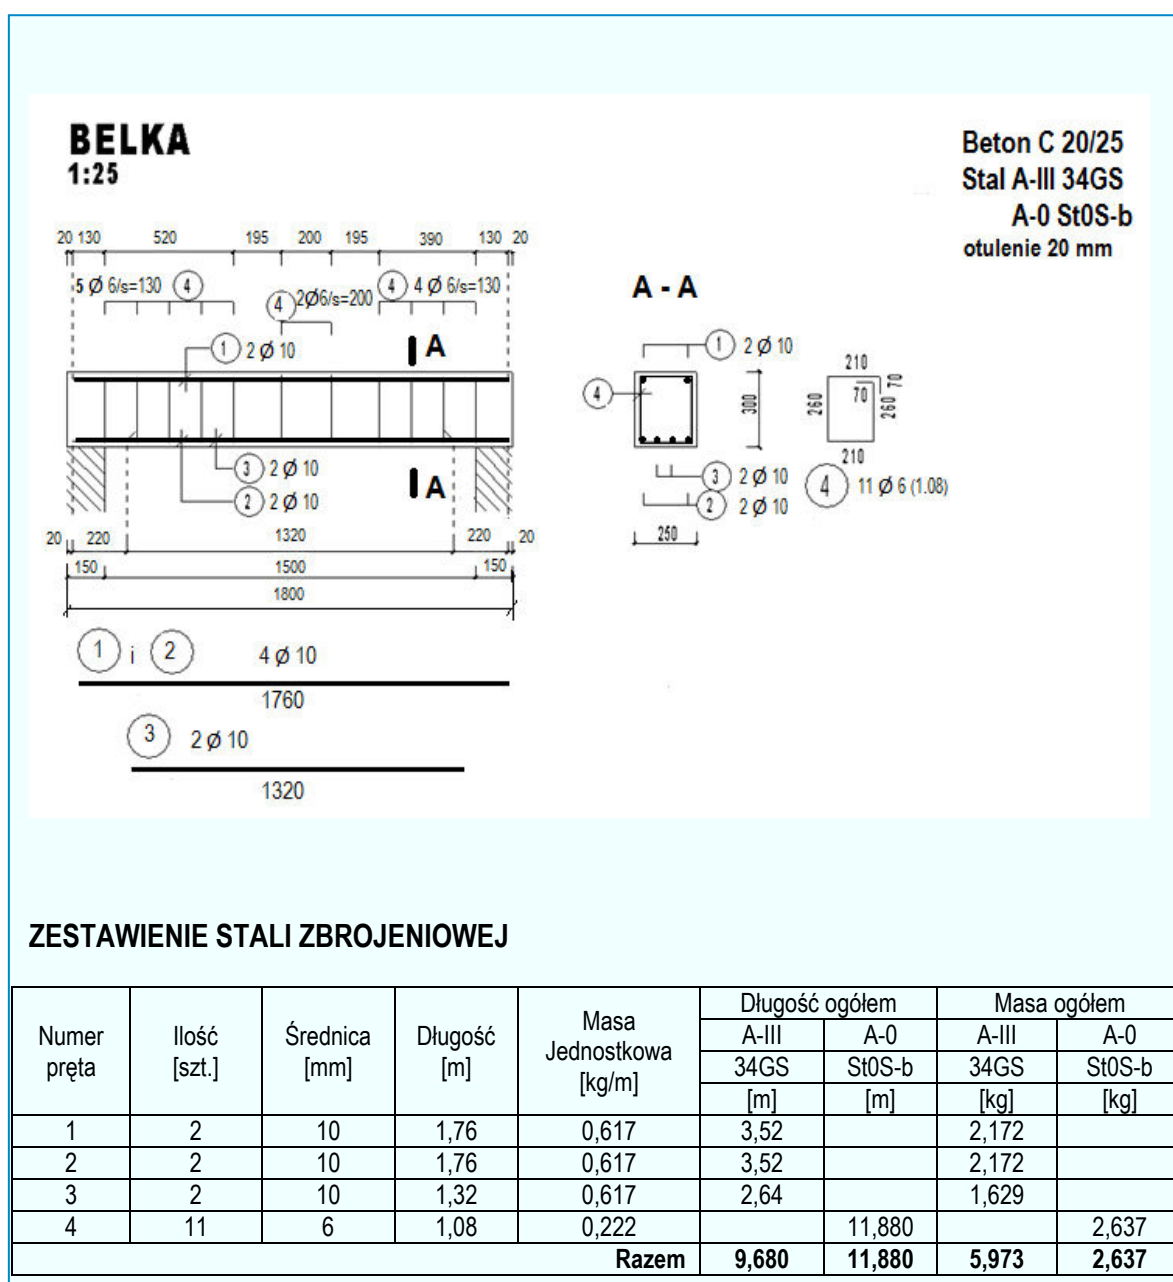 BELKA
1:25
Beton C 20/25
Stal A-III 34GS
A-0 St0S-b
otulenie 20 mm
20 130 520 195 200 195 390 130 20
5 Ø 6/s=130 4
4 2Ø6/s=200
4 4 Ø 6/s=130
1 2 Ø 10
A
3 2 Ø 10
2 2 Ø 10
A
20 220 1320 220 20
150 1500 150
1800
A - A
1 2 Ø 10
4
300
3 2 Ø 10
2 2 Ø 10
250
210
70
70
260
260
210
4 11 Ø 6 (1.08)
1 i 2 4 Ø 10
1760
3 2 Ø 10
1320
ZESTAWIENIE STALI ZBROJENIOWEJ
Numer pręta Ilość [szt.] Średnica [mm] Długość [m] Masa Jednostkowa [kg/m] Długość ogółem Masa ogółem
A-III A-0 A-III A-0
34GS St0S-b 34GS St0S-b
[m] [m] [kg] [kg]
1 2 10 1,76 0,617 3,52 2,172
2 2 10 1,76 0,617 3,52 2,172
3 2 10 1,32 0,617 2,64 1,629
4 11 6 1,08 0,222 11,880 2,637
Razem 9,680 11,880 5,973 2,637